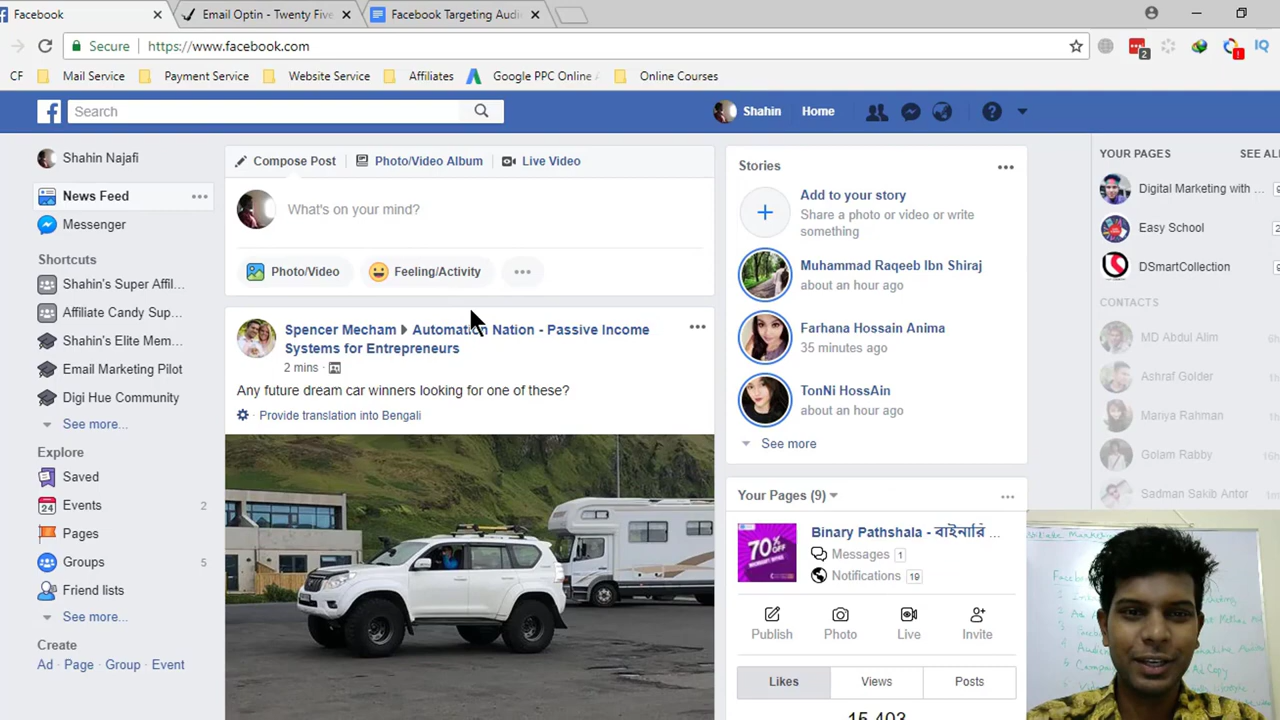 Facebook
Email Optin - Twenty Five
Facebook Targeting Audi
Secure
https://www.facebook.com
2
CF
Mail Service
Payment Service
Website Service
Affiliates
Google PPC Online
Online Courses
Search
Shahin
Home
Shahin Najafi
News Feed
Messenger
Shortcuts
Shahin's Super Affil...
Affiliate Candy Sup...
Shahin's Elite Mem...
Email Marketing Pilot
Digi Hue Community
See more...
Explore
Saved
Events 2
Pages
Groups 5
Friend lists
See more...
Create
Ad · Page · Group · Event
Compose Post
Photo/Video Album
Live Video
What's on your mind?
Photo/Video
Feeling/Activity
Spencer Mecham ▶ Automation Nation - Passive Income
Systems for Entrepreneurs
2 mins ·
Any future dream car winners looking for one of these?
· Provide translation into Bengali
Stories
Add to your story
Share a photo or video or write
something
Muhammad Raqeeb Ibn Shiraj
about an hour ago
Farhana Hossain Anima
35 minutes ago
TonNi HossAin
about an hour ago
See more
Your Pages (9)
70%
OFF
Binary Pathshala - বাইনারি ...
Messages 1
Notifications 19
Publish
Photo
Live
Invite
Likes
Views
Posts
15,403
YOUR PAGES
SEE ALL
Digital Marketing with ...
Easy School
DSmartCollection
CONTACTS
MD Abdul Alim
Ashraf Golder
Mariya Rahman
Golam Rabby
Sadman Sakib Antor